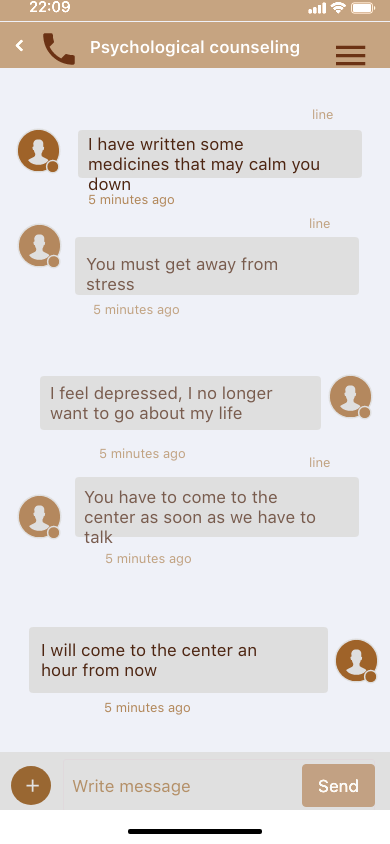 22:09
Psychological counseling
line
I have written some
medicines that may calm you
down
5 minutes ago
line
You must get away from
stress
5 minutes ago
I feel depressed, I no longer
want to go about my life
5 minutes ago
line
You have to come to the
center as soon as we have to
talk
5 minutes ago
I will come to the center an
hour from now
5 minutes ago
Write message
Send